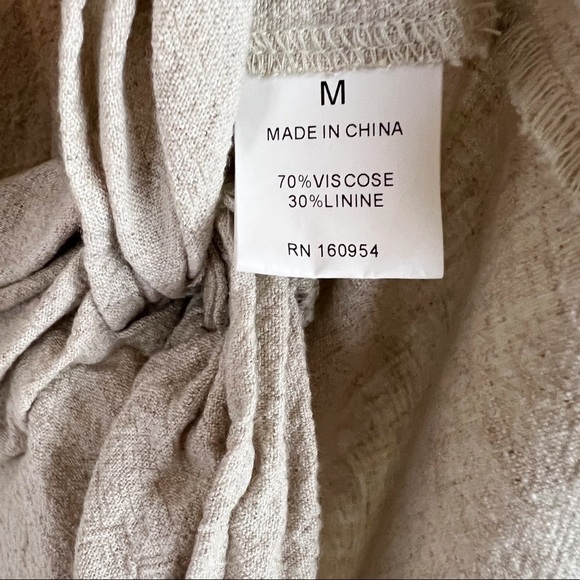 M
MADE IN CHINA
70%VISCOSE
30%LININE
RN 160954